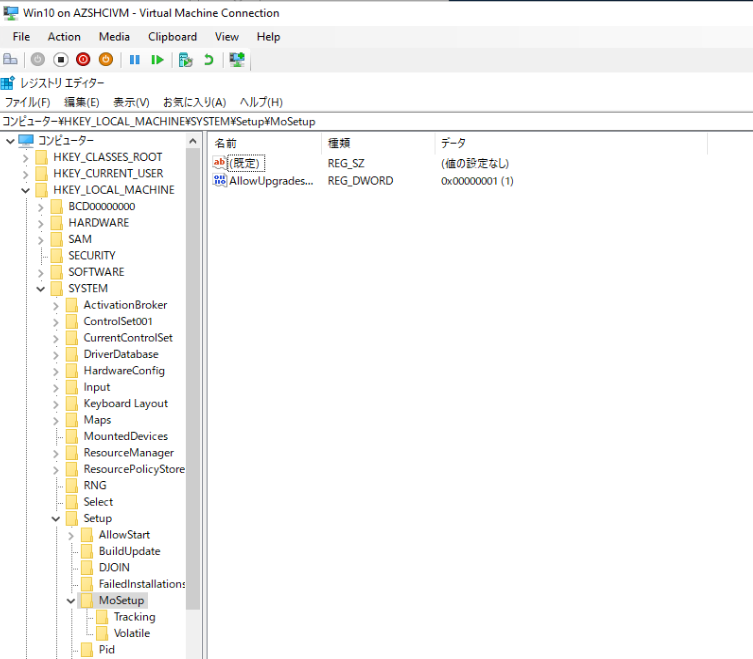 Win10 on AZSHCIVM - Virtual Machine Connection
File Action Media Clipboard View Help
レジストリ エディター
ファイル(F) 編集(E) 表示(V) お気に入り(A) ヘルプ(H)
コンピューター¥HKEY_LOCAL_MACHINE¥SYSTEM¥Setup¥MoSetup
コンピューター
HKEY_CLASSES_ROOT
HKEY_CURRENT_USER
HKEY_LOCAL_MACHINE
BCD00000000
HARDWARE
SAM
SECURITY
SOFTWARE
SYSTEM
ActivationBroker
ControlSet001
CurrentControlSet
DriverDatabase
HardwareConfig
Input
Keyboard Layout
Maps
MountedDevices
ResourceManager
ResourcePolicyStore
RNG
Select
Setup
AllowStart
BuildUpdate
DJOIN
FailedInstallations
MoSetup
Tracking
Volatile
Pid
名前 種類 データ
ab (既定) REG_SZ (値の設定なし)
AllowUpgrades... REG_DWORD 0x00000001 (1)